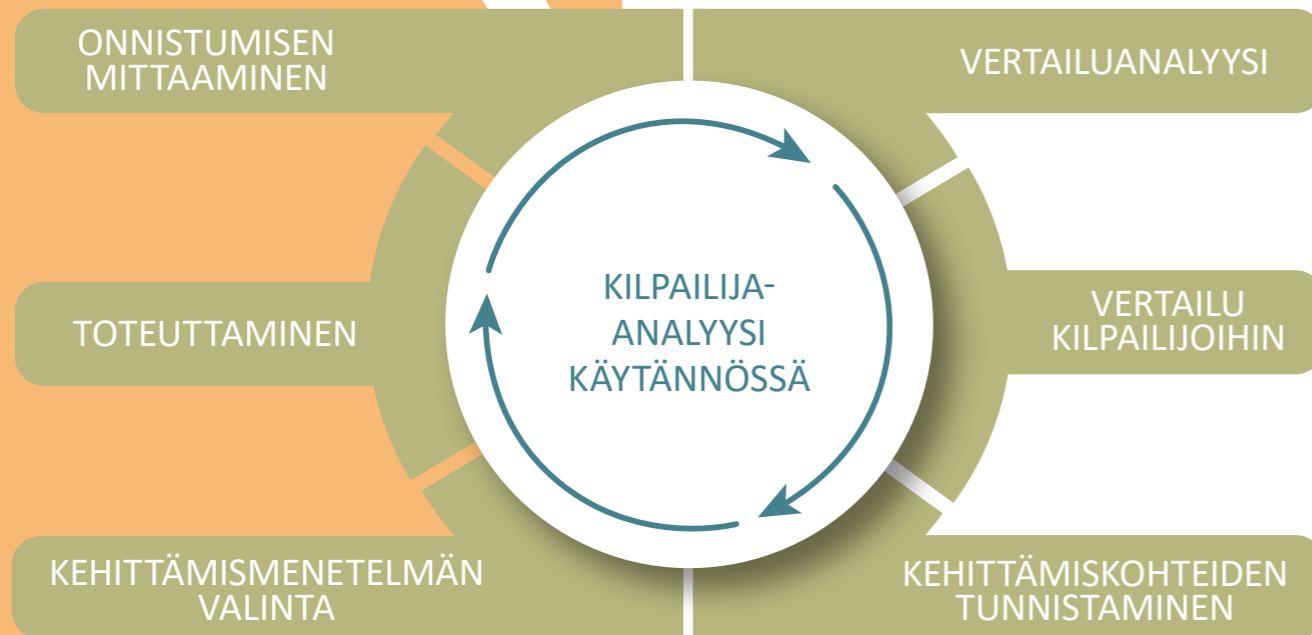 ONNISTUMISEN
MITTAAMINEN
VERTAILUANALYYSI
TOTEUTTAMINEN
KILPAILIJA-
ANALYYSI
KÄYTÄNNÖSSÄ
VERTAILU
KILPAILIJOIHIN
KEHITTÄMISMENETELMÄN
VALINTA
KEHITTÄMISKOHTEIDEN
TUNNISTAMINEN